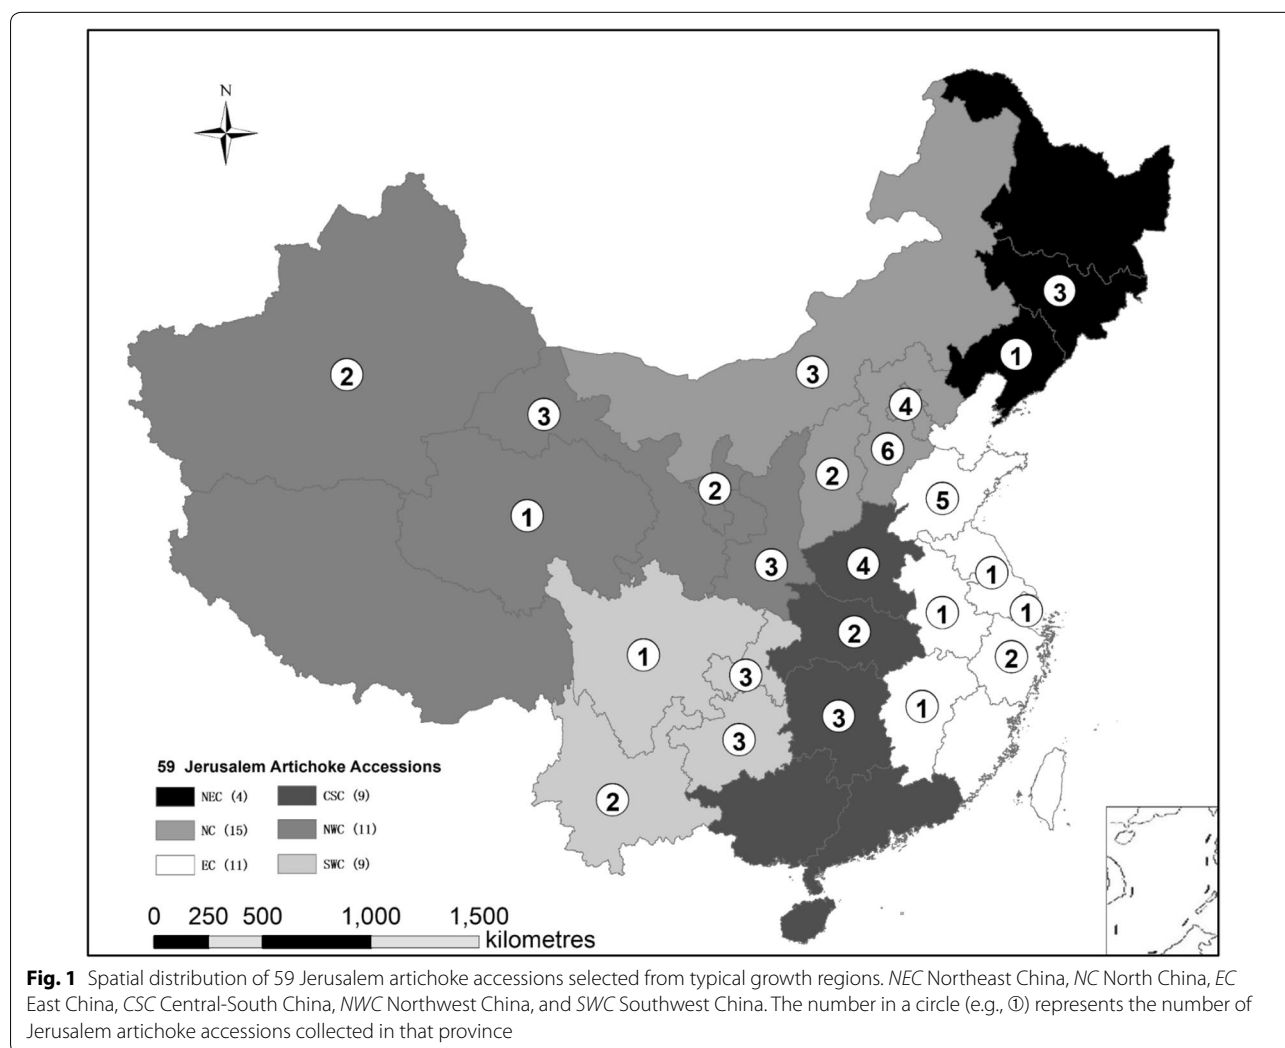 N
3
1
2
3
3
4
6
2
2
5
1
3
4
1
1
1
2
2
1
3
1
3
3
2
59 Jerusalem Artichoke Accessions
NEC (4) CSC (9)
NC (15) NWC (11)
EC (11) SWC (9)
0 250 500 1,000 1,500
kilometres
Fig. 1 Spatial distribution of 59 Jerusalem artichoke accessions selected from typical growth regions. NEC Northeast China, NC North China, EC
East China, CSC Central-South China, NWC Northwest China, and SWC Southwest China. The number in a circle (e.g., ①) represents the number of
Jerusalem artichoke accessions collected in that province